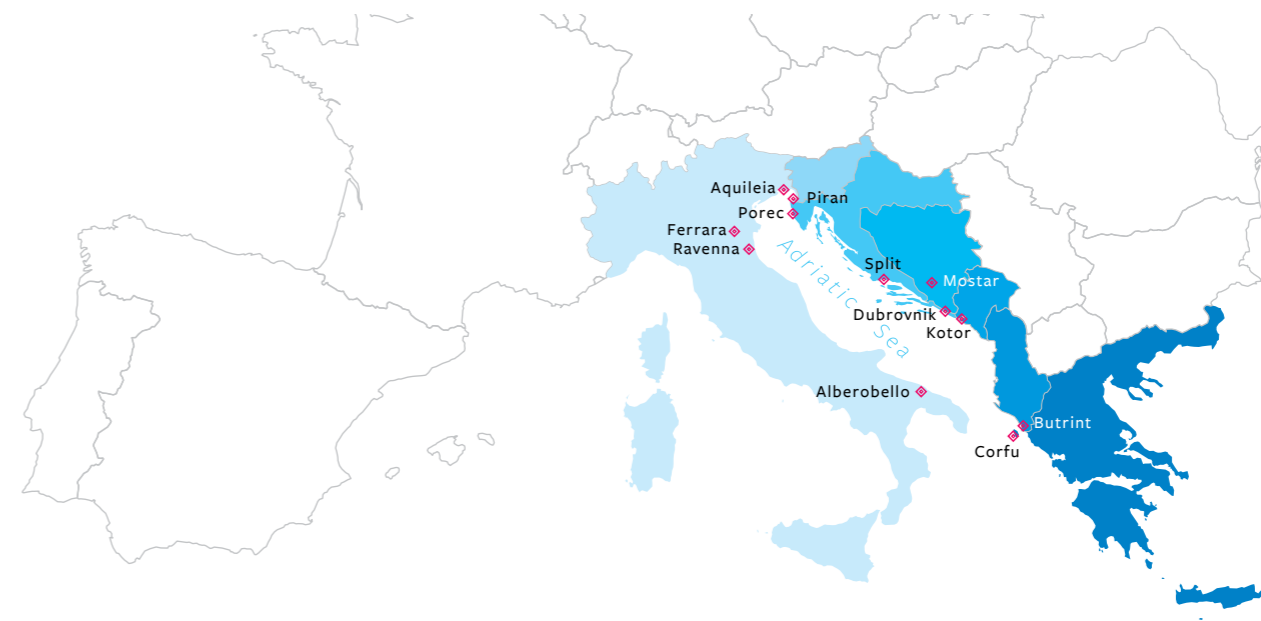 Aquileia
Piran
Porec
Ferrara
Ravenna
Adriatic Sea
Split
Mostar
Dubrovnik
Kotor
Alberobello
Butrint
Corfu